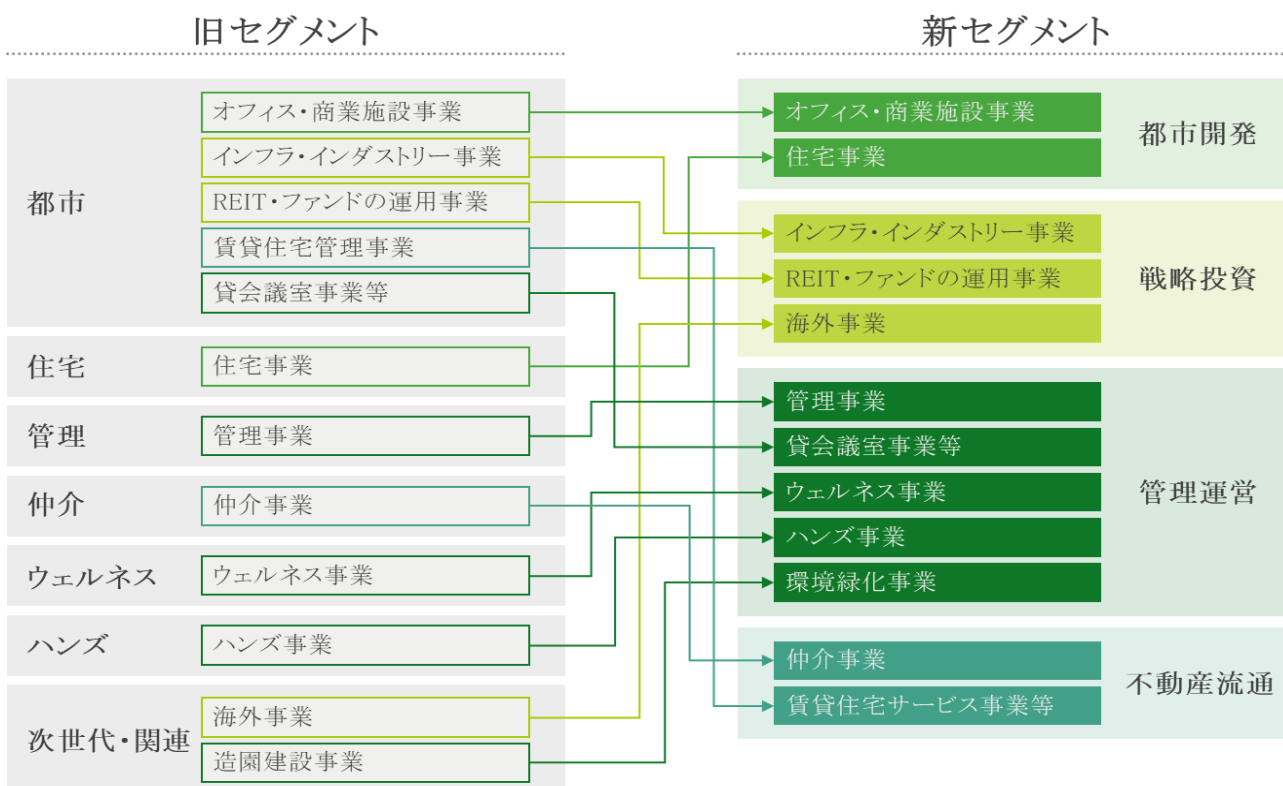 旧セグメント
都市
オフィス・商業施設事業
インフラ・インダストリー事業
REIT・ファンドの運用事業
賃貸住宅管理事業
貸会議室事業等
住宅
住宅事業
管理
管理事業
仲介
仲介事業
ウェルネス
ウェルネス事業
ハンズ
ハンズ事業
次世代・関連
海外事業
造園建設事業
新セグメント
オフィス・商業施設事業
住宅事業
都市開発
インフラ・インダストリー事業
REIT・ファンドの運用事業
海外事業
戦略投資
管理事業
貸会議室事業等
ウェルネス事業
ハンズ事業
環境緑化事業
管理運営
仲介事業
賃貸住宅サービス事業等
不動産流通